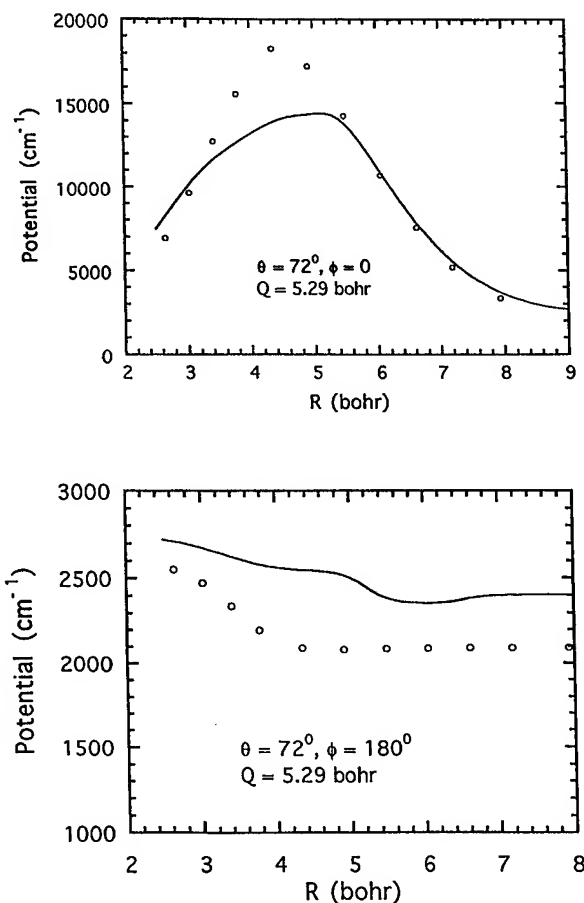 20000
15000
10000
5000
0
Potential (cm⁻¹)
θ = 72⁰, ϕ = 0
Q = 5.29 bohr
2 3 4 5 6 7 8 9
R (bohr)
3000
2500
2000
1500
1000
Potential (cm⁻¹)
θ = 72⁰, ϕ = 180⁰
Q = 5.29 bohr
2 3 4 5 6 7 8
R (bohr)